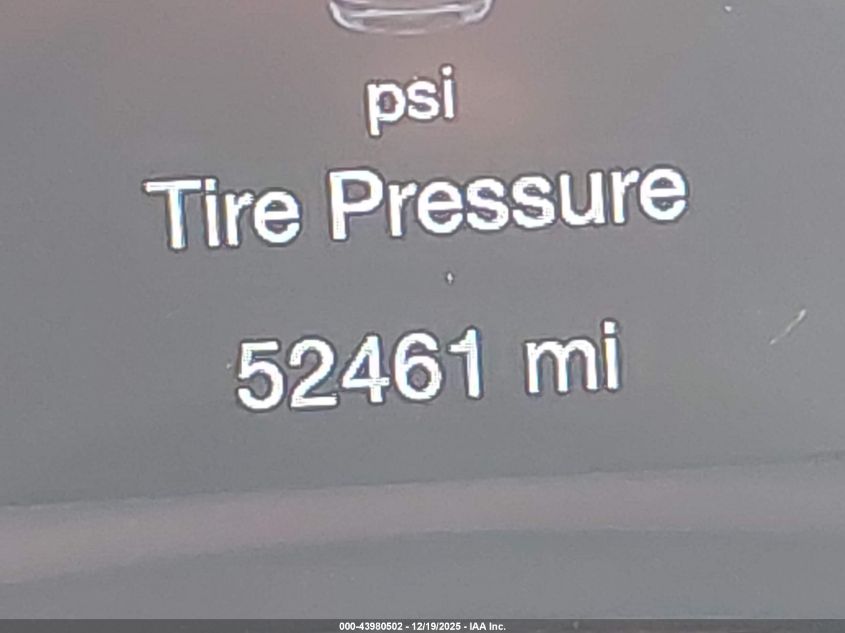 psi
Tire Pressure
52461 mi
000-43980502 - 12/19/2025 - IAA Inc.